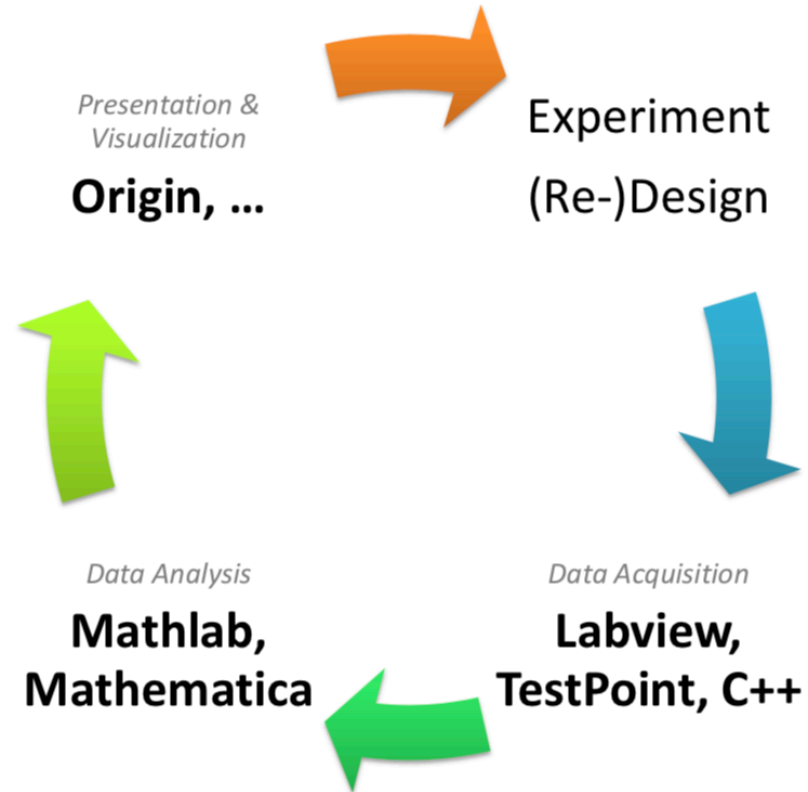 Presentation &
Visualization
Origin, ...
Experiment
(Re-)Design
Data Analysis
Mathlab,
Mathematica
Data Acquisition
Labview,
TestPoint, C++